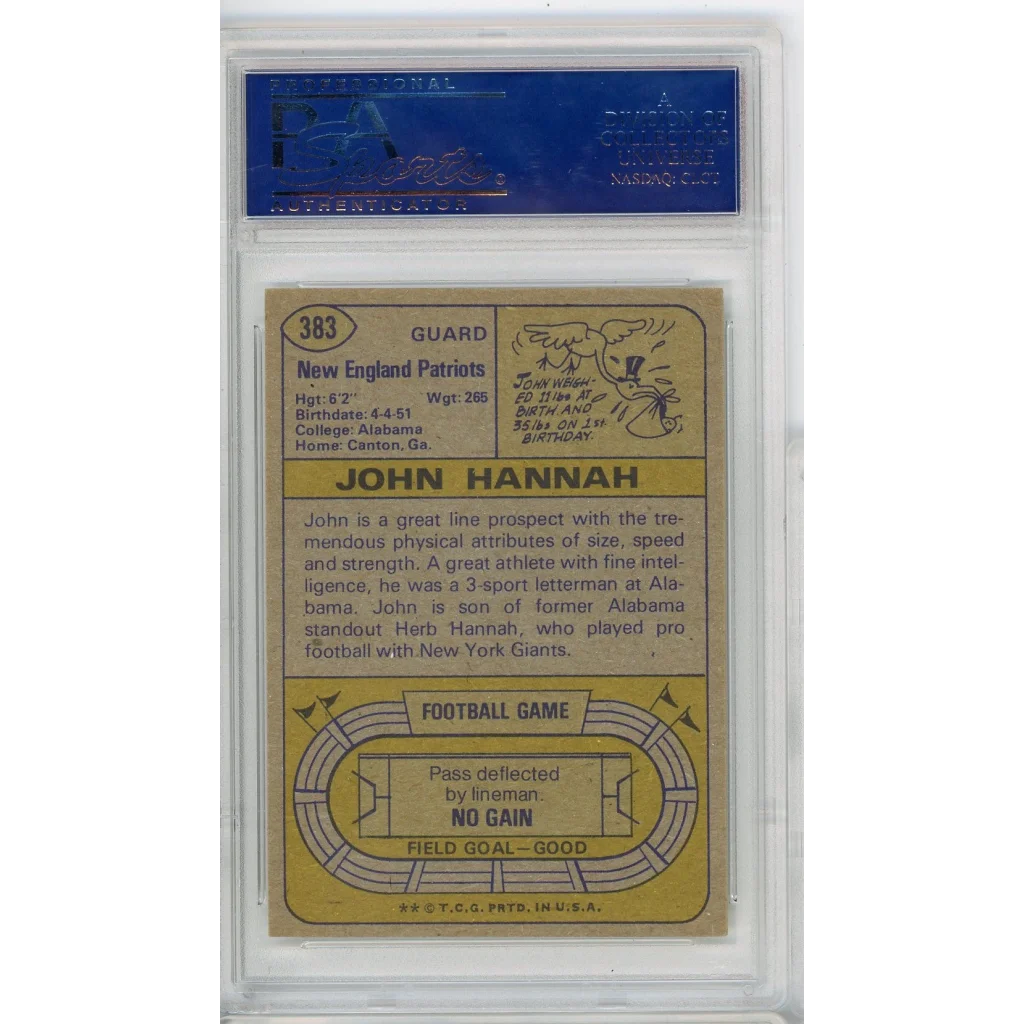 PROFESSIONAL
PSA
Sports ©
AUTHENTICATOR
A
DIVISION OF
COLLECTORS
UNIVERSE
NASDAQ: CLCT
383
GUARD
New England Patriots
Hgt: 6'2" Wgt: 265
Birthdate: 4-4-51
College: Alabama
Home: Canton, Ga.
JOHN WEIGH-
ED 11 lbs AT
BIRTH AND
35 lbs ON 1st
BIRTHDAY.
JOHN HANNAH
John is a great line prospect with the tre-
mendous physical attributes of size, speed
and strength. A great athlete with fine intel-
ligence, he was a 3-sport letterman at Ala-
bama. John is son of former Alabama
standout Herb Hannah, who played pro
football with New York Giants.
FOOTBALL GAME
Pass deflected
by lineman.
NO GAIN
FIELD GOAL—GOOD
** © T.C.G. PRTD. IN U.S.A.